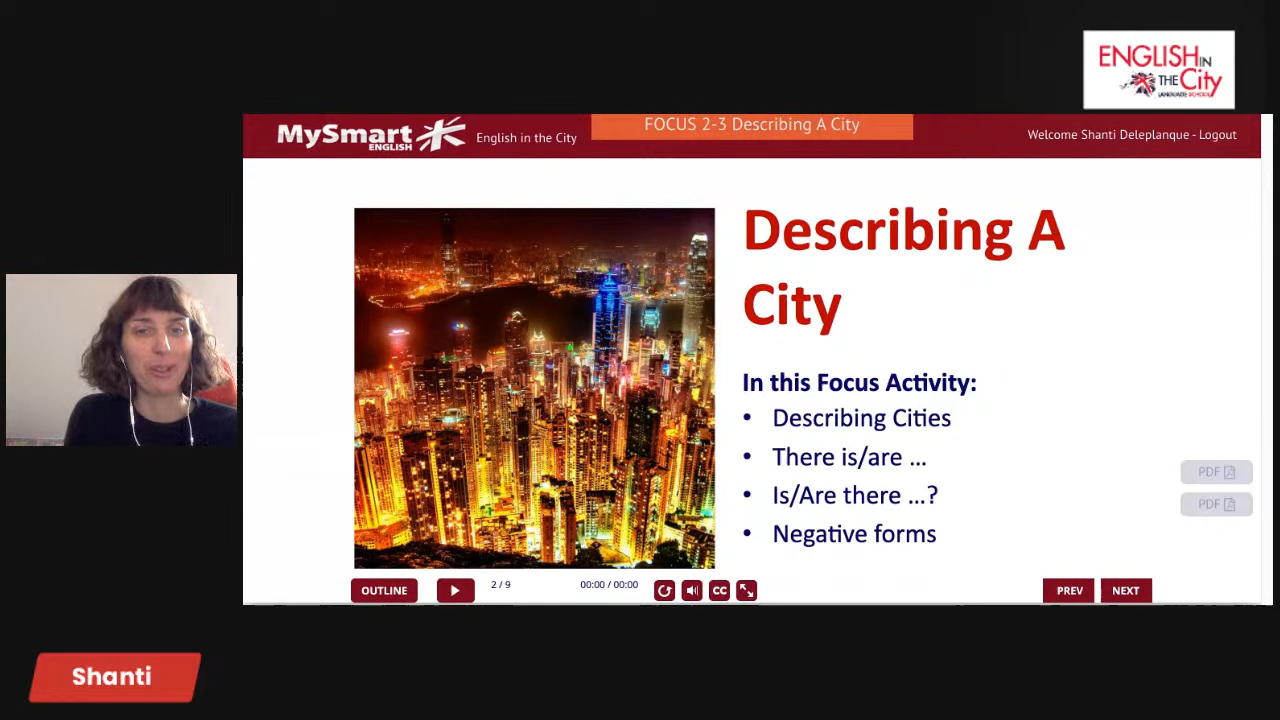 ENGLISH IN
THE City
LANGUAGE SCHOOL
MySmart
ENGLISH
English in the City
FOCUS 2-3 Describing A City
Welcome Shanti Deleplanque - Logout
Describing A
City
In this Focus Activity:
• Describing Cities
• There is/are ...
• Is/Are there ...?
• Negative forms
PDF
PDF
OUTLINE
2 / 9
00:00 / 00:00
CC
PREV
NEXT
Shanti